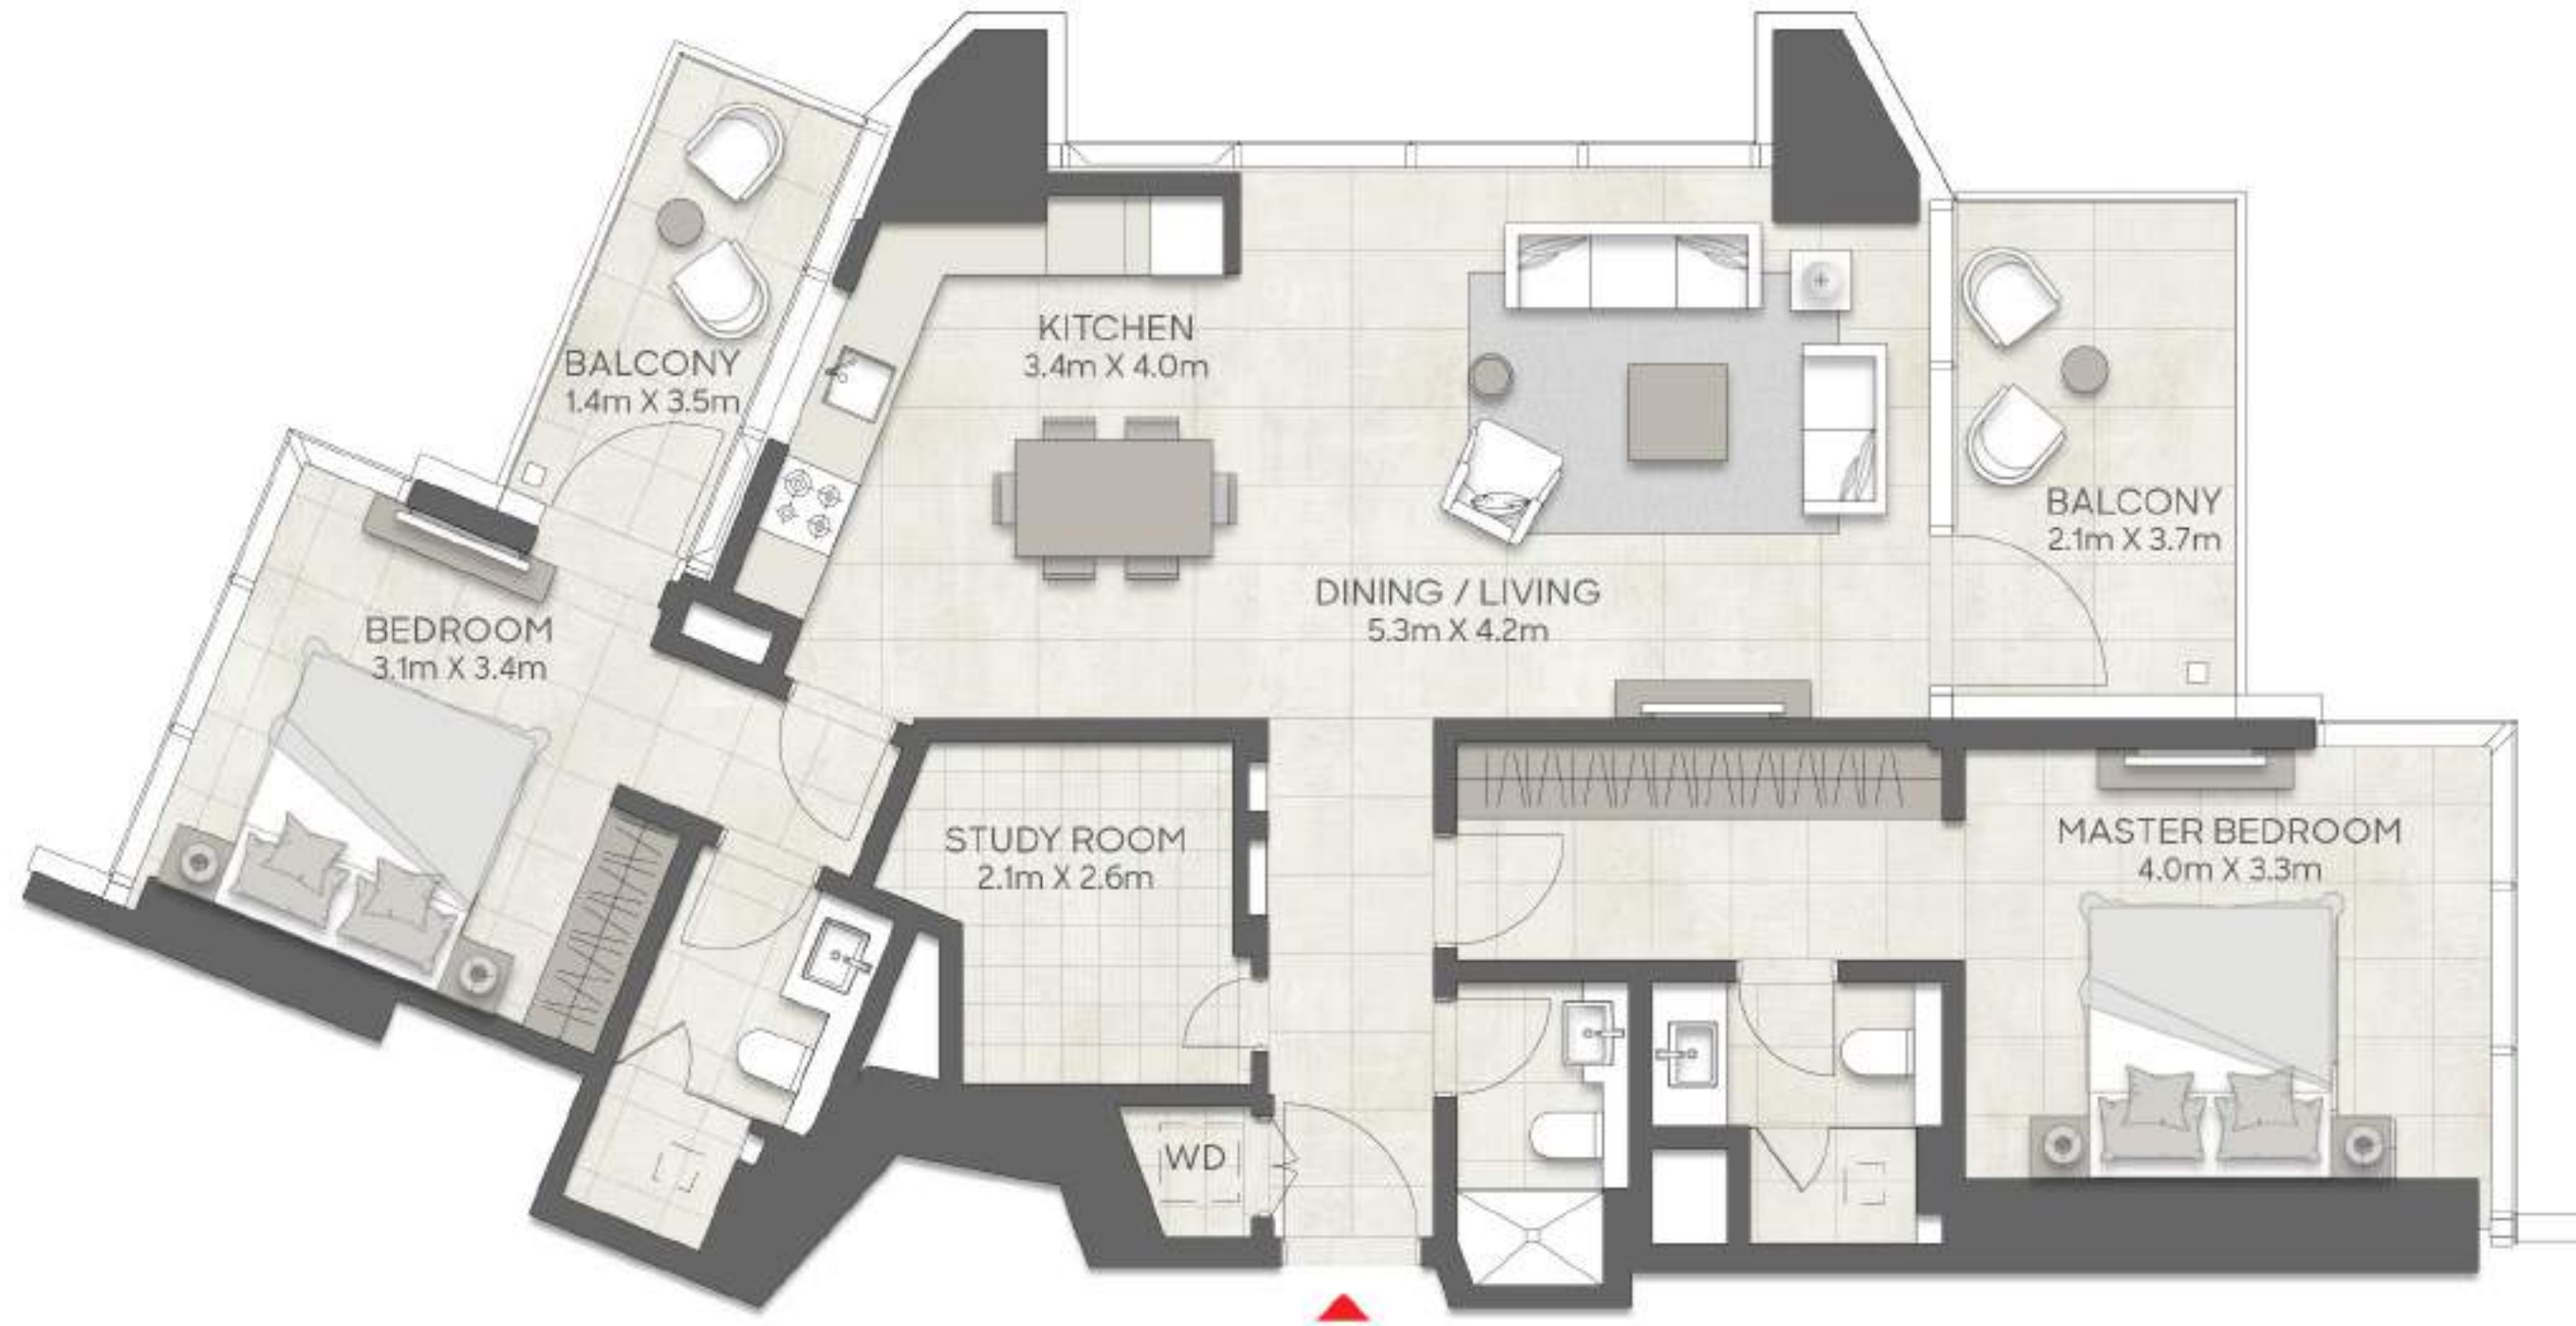 KITCHEN
3.4m X 4.0m
BALCONY
1.4m X 3.5m
BALCONY
2.1m X 3.7m
DINING / LIVING
5.3m X 4.2m
BEDROOM
3.1m X 3.4m
STUDY ROOM
2.1m X 2.6m
MASTER BEDROOM
4.0m X 3.3m
WD